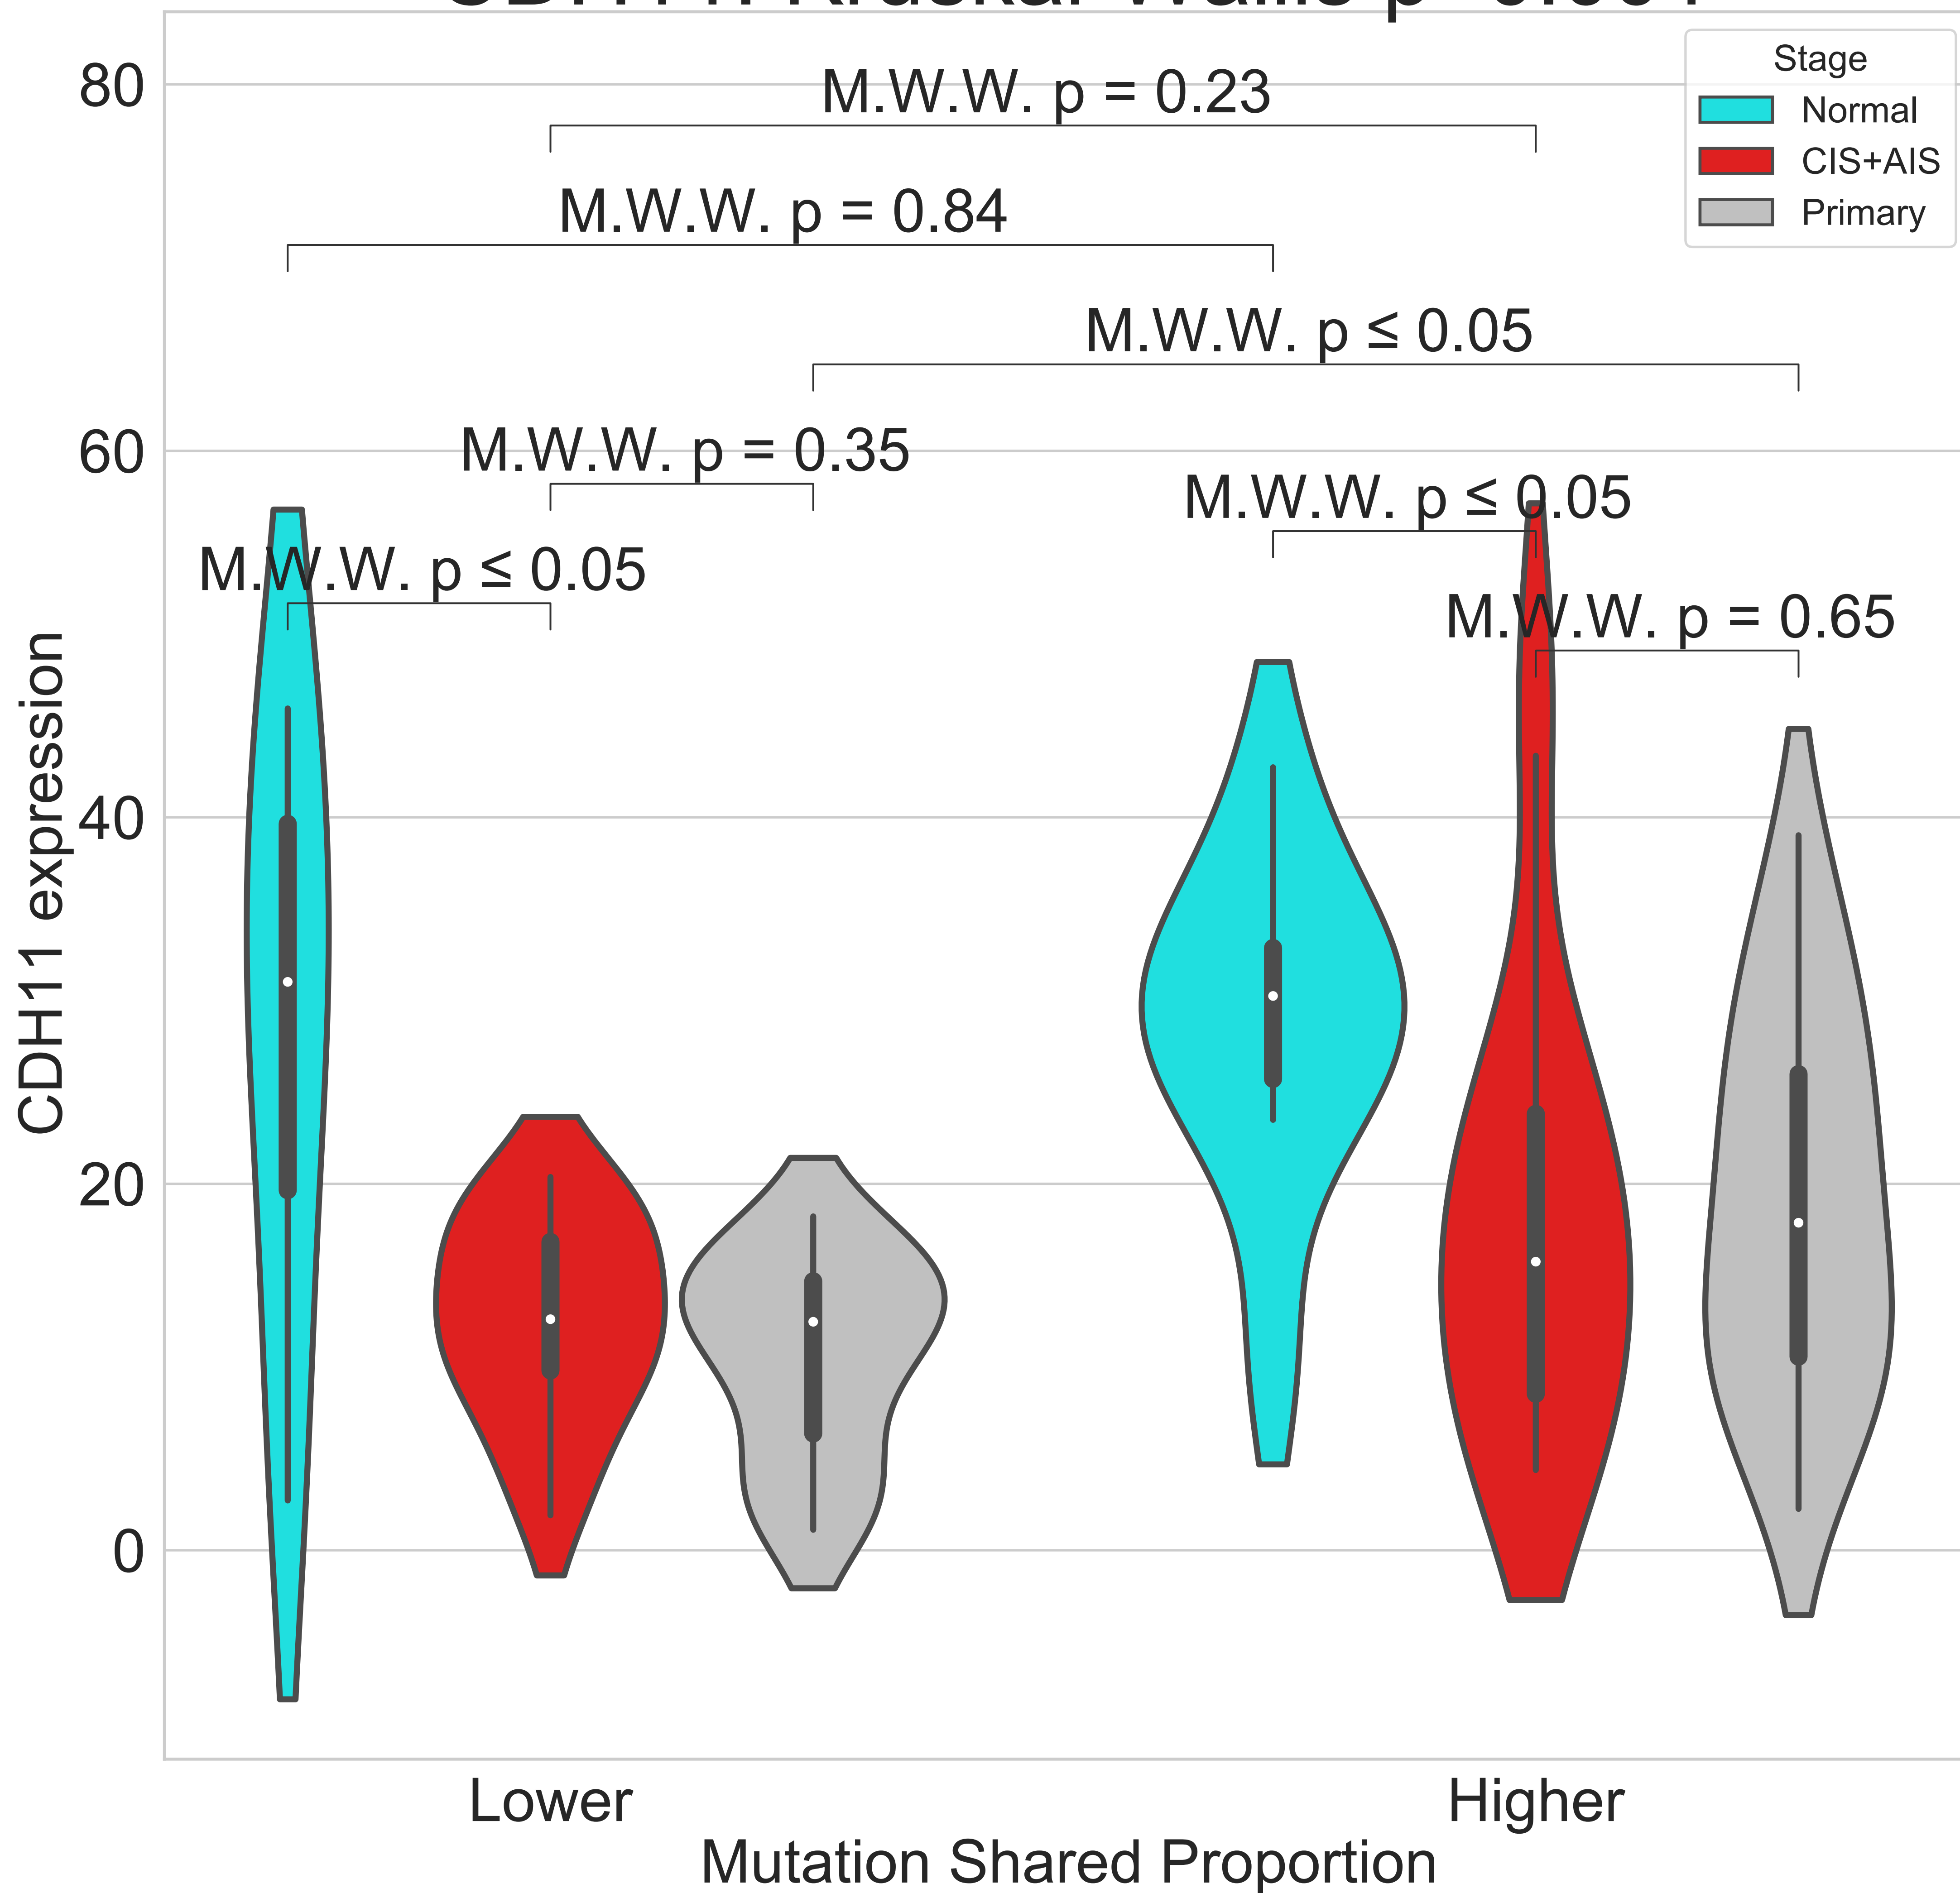 80
M.W.W. p = 0.23
M.W.W. p = 0.84
M.W.W. p ≤ 0.05
60
M.W.W. p = 0.35
M.W.W. p ≤ 0.05
M.W.W. p ≤ 0.05
M.W.W. p = 0.65
40
20
0
CDH11 expression
Stage
Normal
CIS+AIS
Primary
Lower
Higher
Mutation Shared Proportion